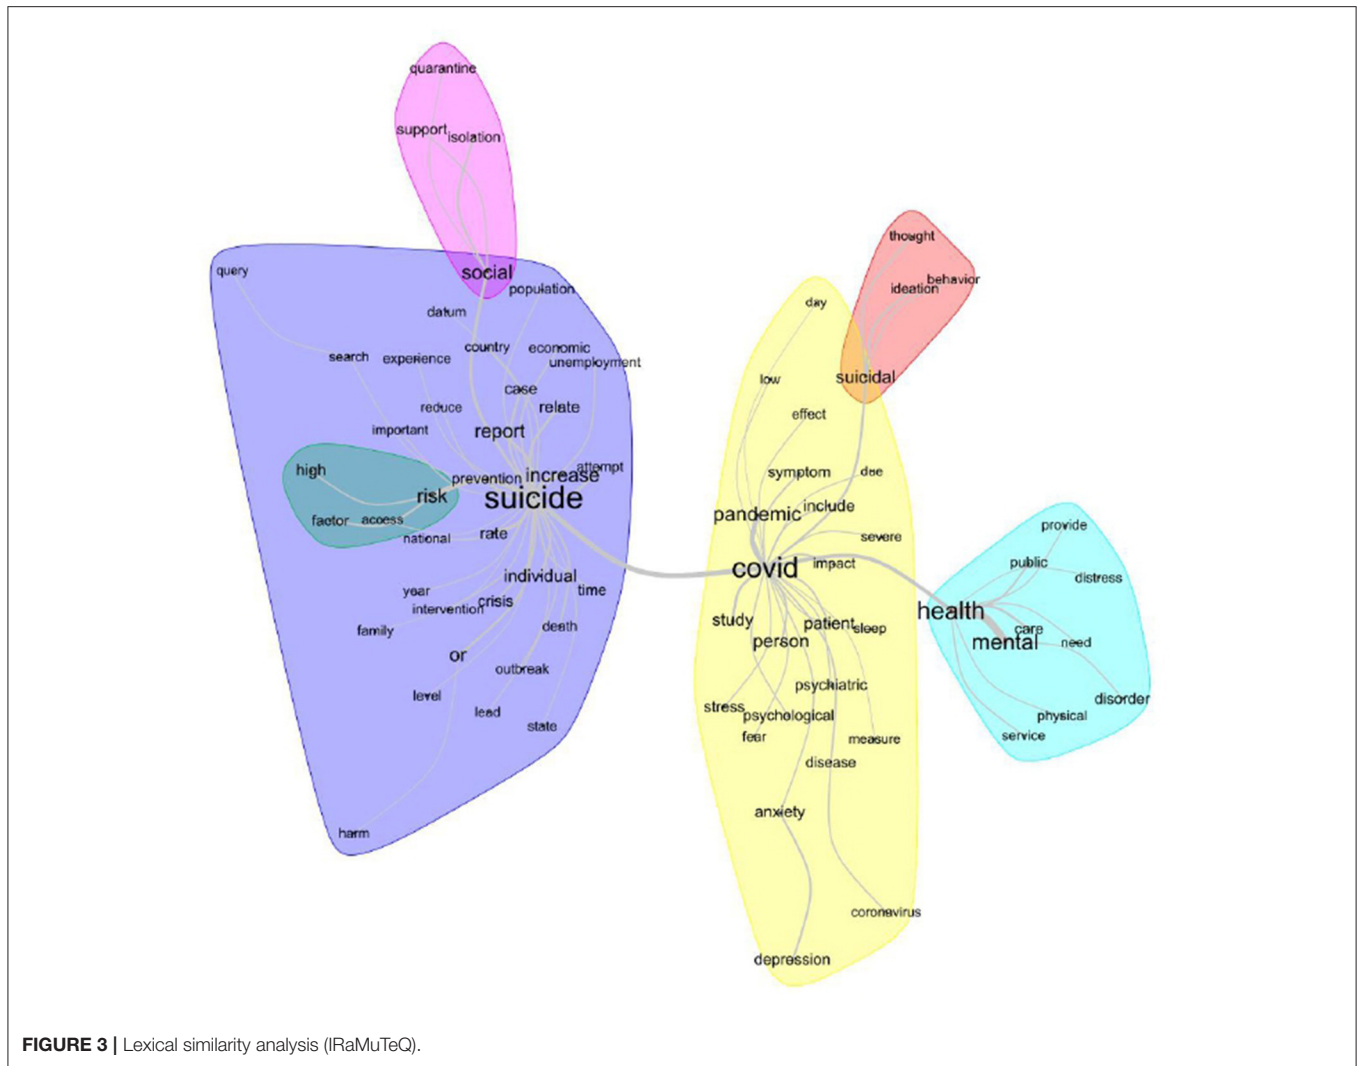 quarantine
support
isolation
social
query
population
datum
search
experience
country
economic
unemployment
case
reduce
relate
important
report
high
prevention
increase
attempt
risk
suicide
factor
access
national
rate
individual
year
crisis
time
intervention
family
death
or
outbreak
level
lead
state
harm
thought
behavior
ideation
suicidal
day
low
effect
symptom
due
pandemic
include
severe
covid
impact
study
patient
sleep
person
psychiatric
stress
psychological
fear
measure
disease
anxiety
coronavirus
depression
provide
public
distress
health
care
mental
need
disorder
physical
service
FIGURE 3 | Lexical similarity analysis (IRaMuTeQ).